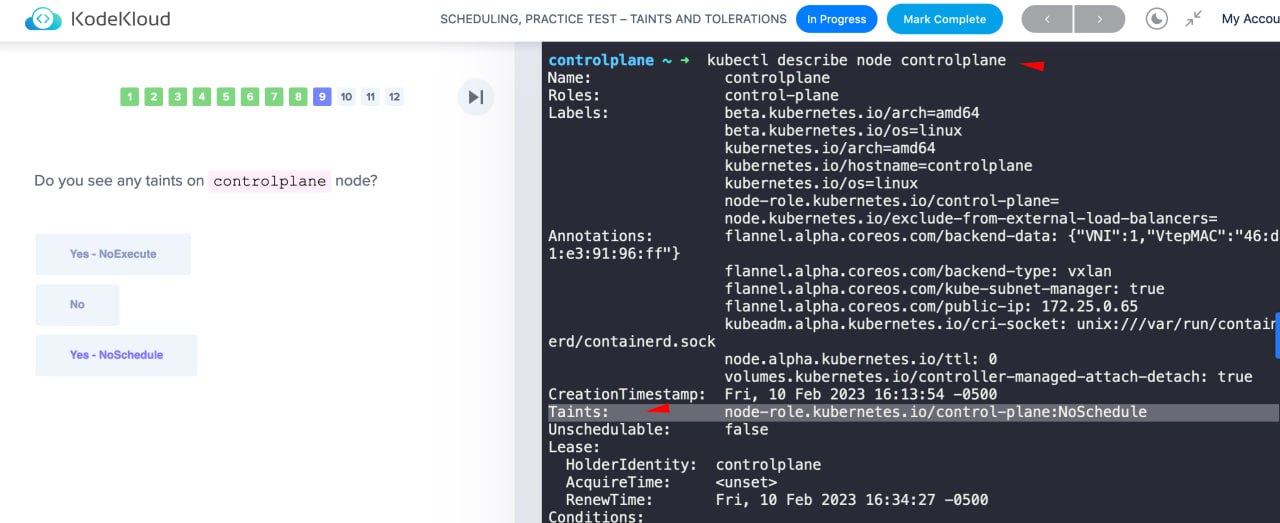 KodeKloud
SCHEDULING, PRACTICE TEST – TAINTS AND TOLERATIONS
In Progress
Mark Complete
<
>
My Accou
1 2 3 4 5 6 7 8 9 10 11 12
Do you see any taints on controlplane node?
Yes - NoExecute
No
Yes - NoSchedule
controlplane ~ ➜ kubectl describe node controlplane
Name: controlplane
Roles: control-plane
Labels: beta.kubernetes.io/arch=amd64
beta.kubernetes.io/os=linux
kubernetes.io/arch=amd64
kubernetes.io/hostname=controlplane
kubernetes.io/os=linux
node-role.kubernetes.io/control-plane=
node.kubernetes.io/exclude-from-external-load-balancers=
Annotations: flannel.alpha.coreos.com/backend-data: {"VNI":1,"VtepMAC":"46:d
1:e3:91:96:ff"}
flannel.alpha.coreos.com/backend-type: vxlan
flannel.alpha.coreos.com/kube-subnet-manager: true
flannel.alpha.coreos.com/public-ip: 172.25.0.65
kubeadm.alpha.kubernetes.io/cri-socket: unix:///var/run/contain
erd/containerd.sock
node.alpha.kubernetes.io/ttl: 0
volumes.kubernetes.io/controller-managed-attach-detach: true
CreationTimestamp: Fri, 10 Feb 2023 16:13:54 -0500
Taints: node-role.kubernetes.io/control-plane:NoSchedule
Unschedulable: false
Lease:
HolderIdentity: controlplane
AcquireTime: <unset>
RenewTime: Fri, 10 Feb 2023 16:34:27 -0500
Conditions: